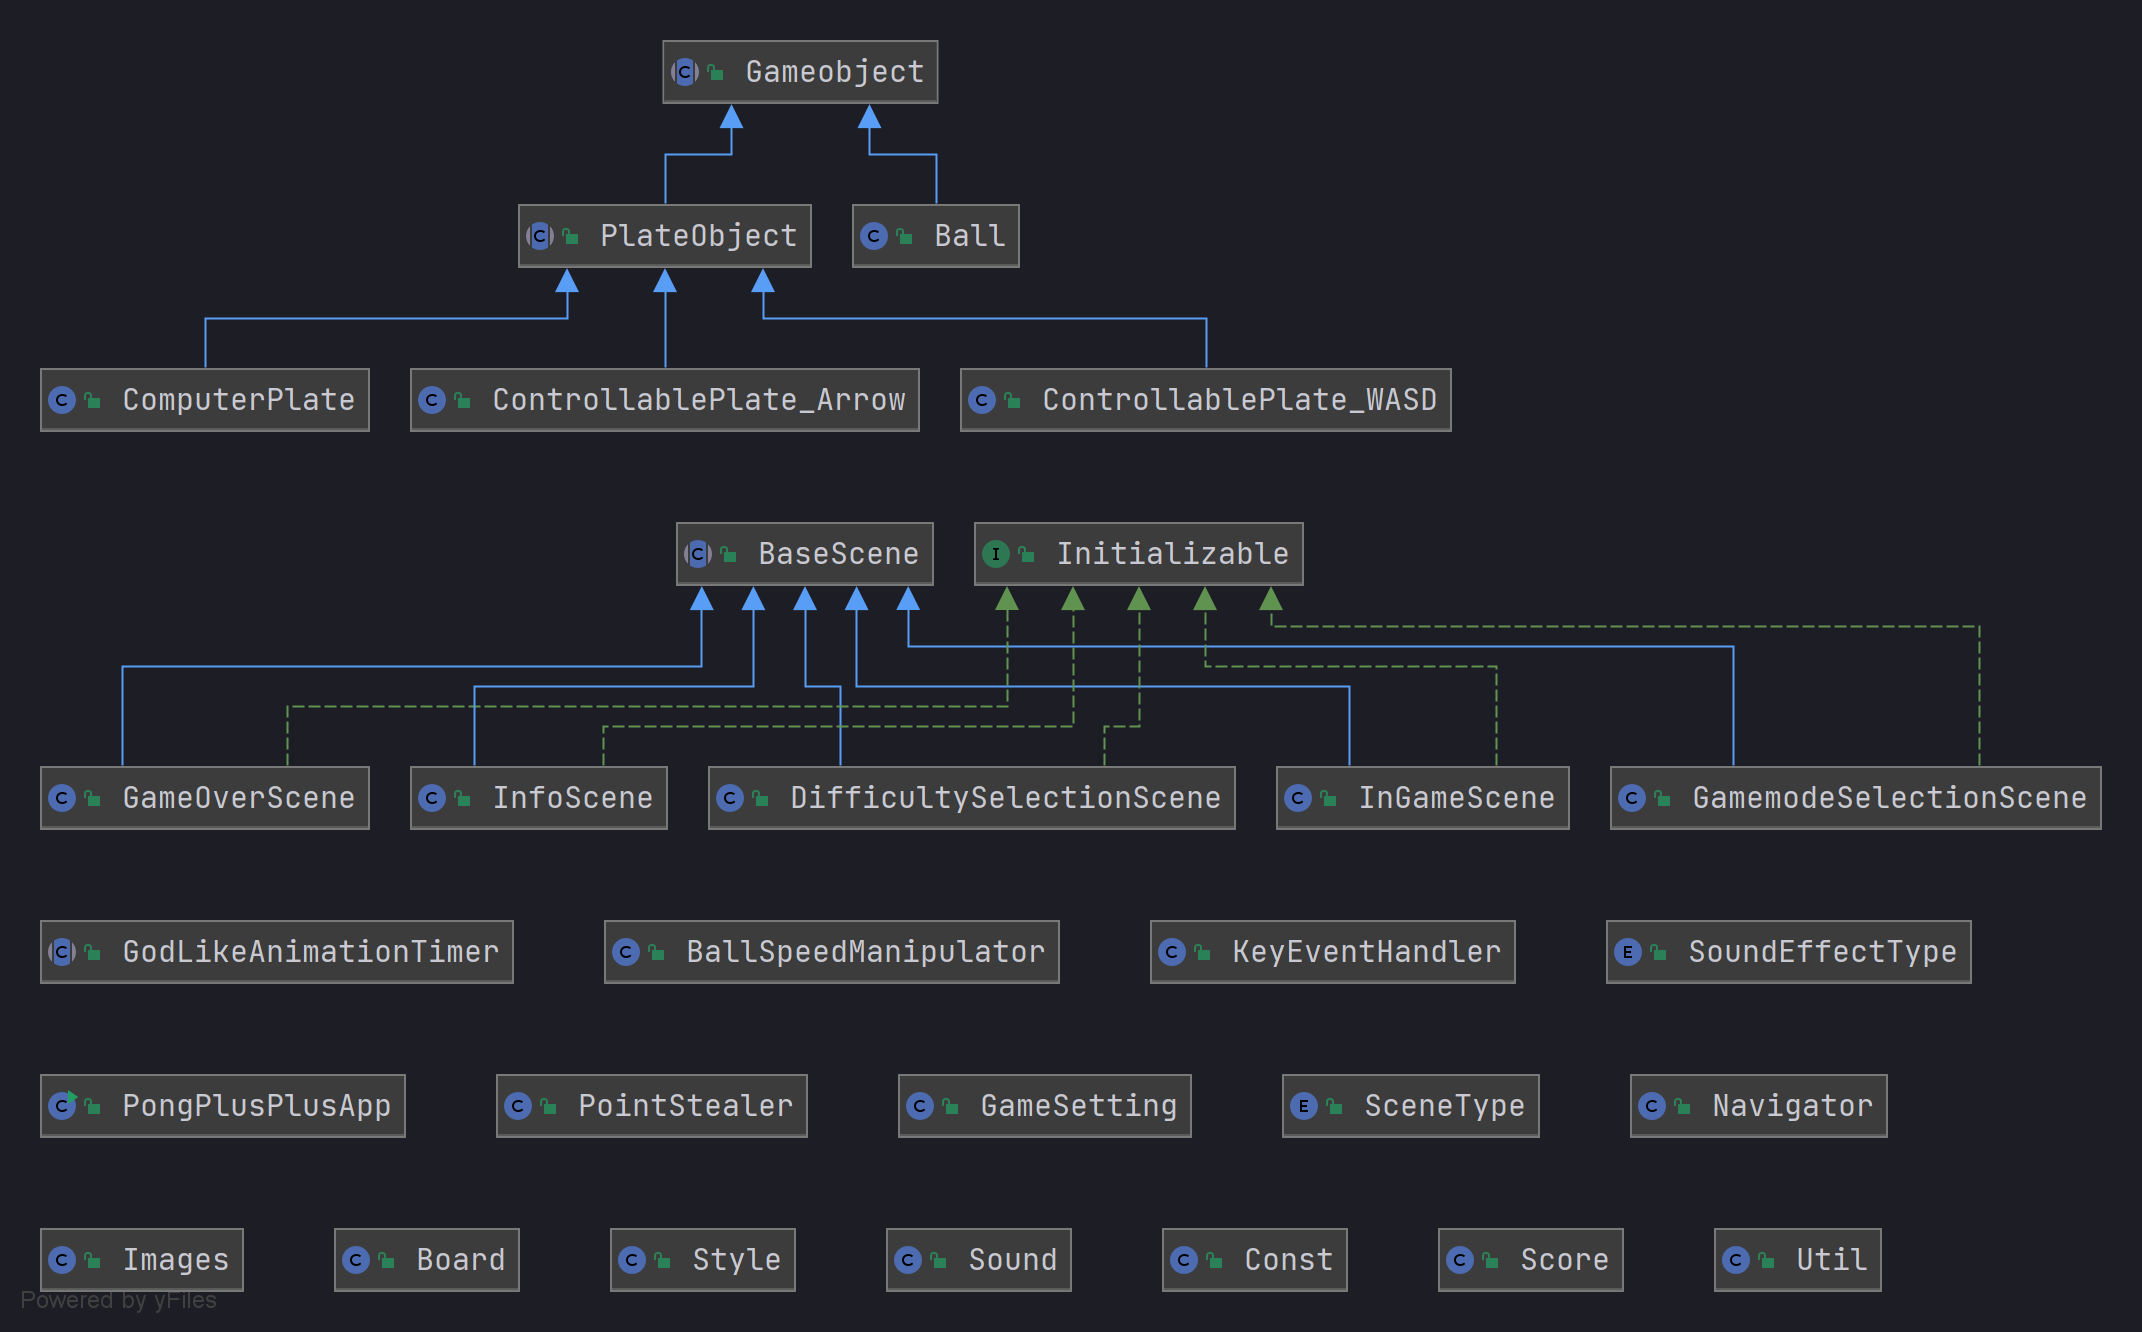 Gameobject
PlateObject
Ball
ComputerPlate
ControllablePlate_Arrow
ControllablePlate_WASD
BaseScene
Initializable
GameOverScene
InfoScene
DifficultySelectionScene
InGameScene
GamemodeSelectionScene
GodLikeAnimationTimer
BallSpeedManipulator
KeyEventHandler
SoundEffectType
PongPlusPlusApp
PointStealer
GameSetting
SceneType
Navigator
Images
Board
Style
Sound
Const
Score
Util
Powered by yFiles